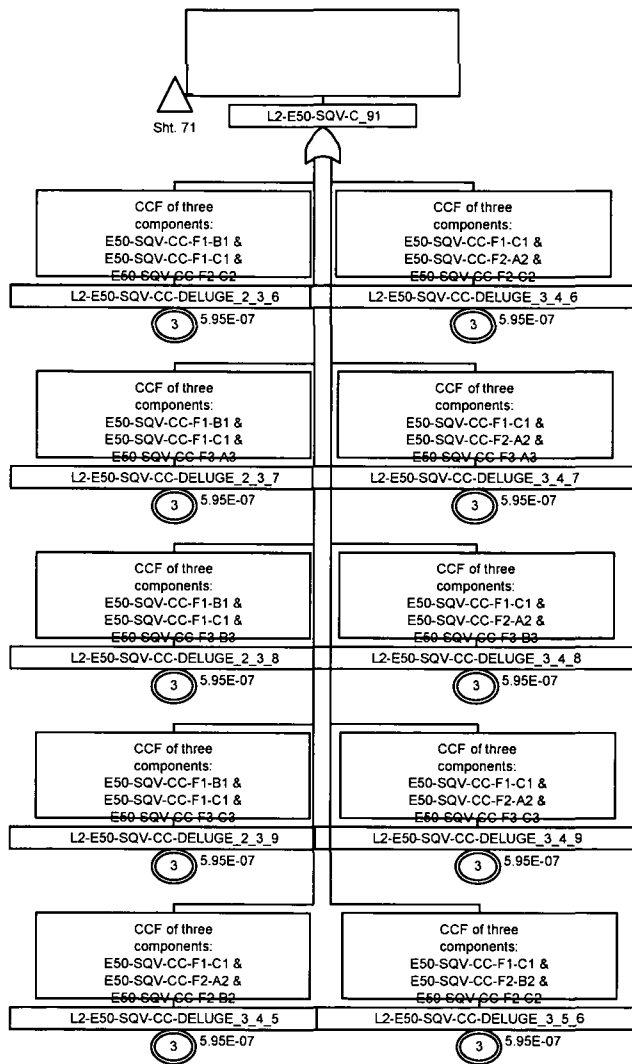 L2-E50-SQV-C_91
Sht. 71
CCF of three
components:
E50-SQV-CC-F1-B1 &
E50-SQV-CC-F1-C1 &
E50-SQV-CC-F2-C2
L2-E50-SQV-CC-DELUGE_2_3_6
3
5.95E-07
CCF of three
components:
E50-SQV-CC-F1-C1 &
E50-SQV-CC-F2-A2 &
E50-SQV-CC-F2-C2
L2-E50-SQV-CC-DELUGE_3_4_6
3
5.95E-07
CCF of three
components:
E50-SQV-CC-F1-B1 &
E50-SQV-CC-F1-C1 &
E50-SQV-CC-F3-A3
L2-E50-SQV-CC-DELUGE_2_3_7
3
5.95E-07
CCF of three
components:
E50-SQV-CC-F1-C1 &
E50-SQV-CC-F2-A2 &
E50-SQV-CC-F3-A3
L2-E50-SQV-CC-DELUGE_3_4_7
3
5.95E-07
CCF of three
components:
E50-SQV-CC-F1-B1 &
E50-SQV-CC-F1-C1 &
E50-SQV-CC-F3-B3
L2-E50-SQV-CC-DELUGE_2_3_8
3
5.95E-07
CCF of three
components:
E50-SQV-CC-F1-C1 &
E50-SQV-CC-F2-A2 &
E50-SQV-CC-F3-B3
L2-E50-SQV-CC-DELUGE_3_4_8
3
5.95E-07
CCF of three
components:
E50-SQV-CC-F1-B1 &
E50-SQV-CC-F1-C1 &
E50-SQV-CC-F3-C3
L2-E50-SQV-CC-DELUGE_2_3_9
3
5.95E-07
CCF of three
components:
E50-SQV-CC-F1-C1 &
E50-SQV-CC-F2-A2 &
E50-SQV-CC-F3-C3
L2-E50-SQV-CC-DELUGE_3_4_9
3
5.95E-07
CCF of three
components:
E50-SQV-CC-F1-C1 &
E50-SQV-CC-F2-A2 &
E50-SQV-CC-F2-B2
L2-E50-SQV-CC-DELUGE_3_4_5
3
5.95E-07
CCF of three
components:
E50-SQV-CC-F1-C1 &
E50-SQV-CC-F2-B2 &
E50-SQV-CC-F2-C2
L2-E50-SQV-CC-DELUGE_3_5_6
3
5.95E-07